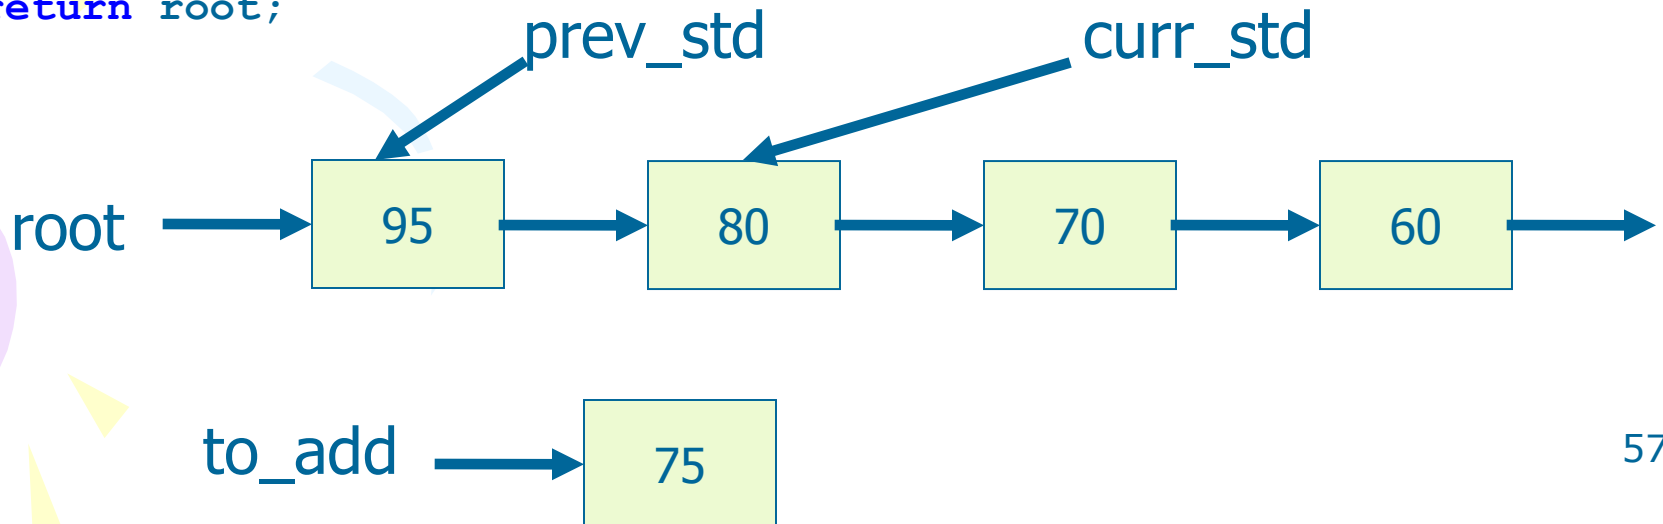 return root;
prev_std
curr_std
root
95
80
70
60
to_add
75
57